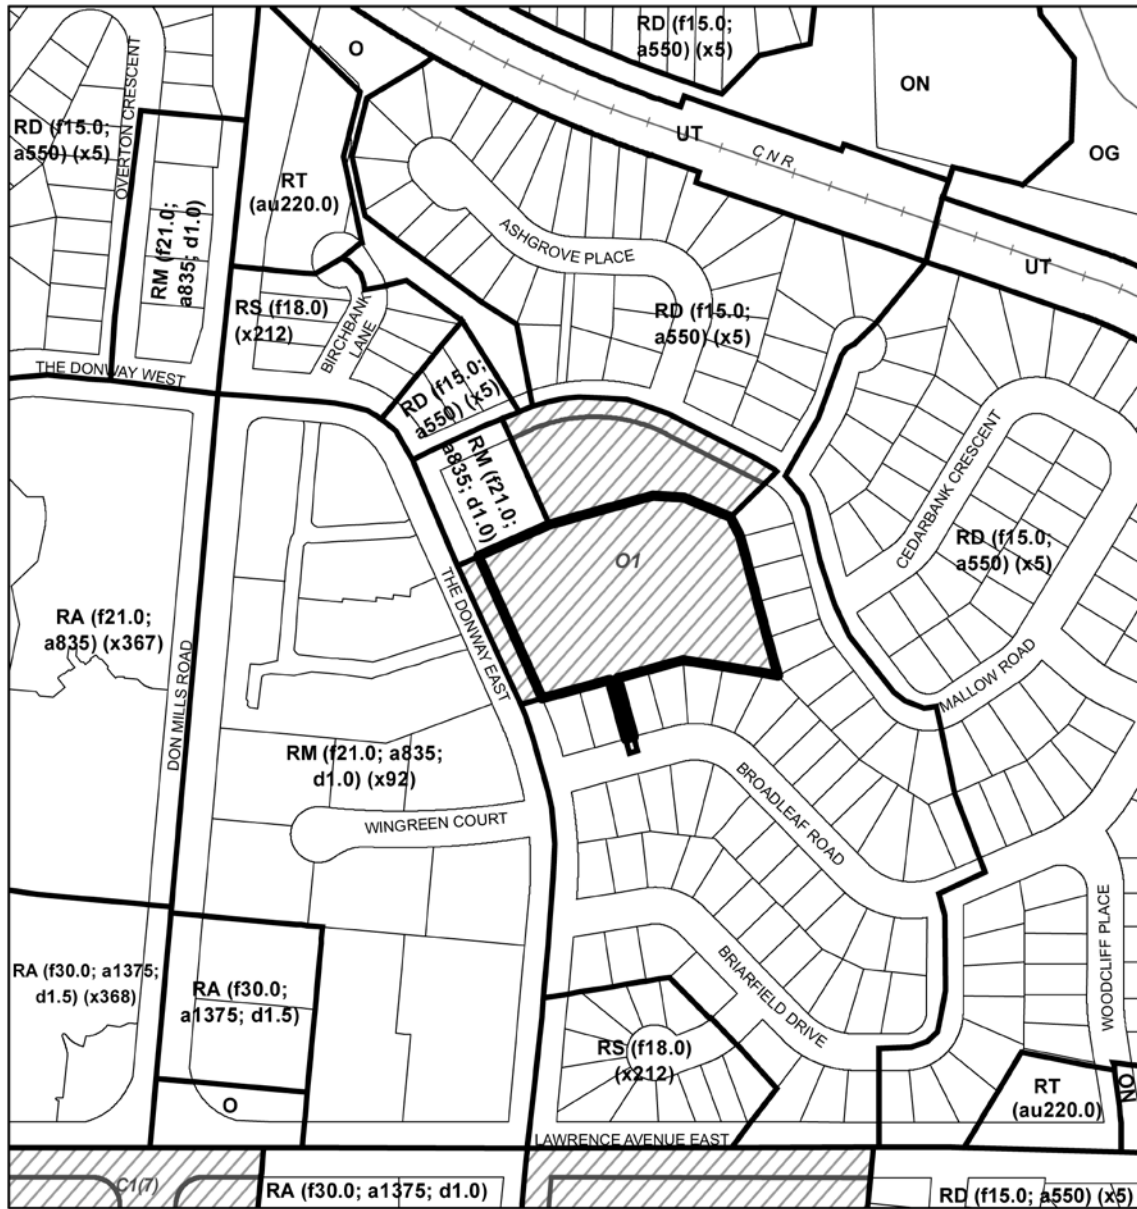 RD (f15.0;
a550) (x5)
O
ON
OVERTON CRESCENT
RD (f15.0;
a550) (x5)
UT
CNR
OG
RT
(au220.0)
RM (f21.0;
a835; d1.0)
ASHGROVE PLACE
UT
RS (f18.0)
(x212)
BIRCHBANK
LANE
RD (f15.0;
a550) (x5)
THE DONWAY WEST
RD (f15.0;
a550) (x5)
RM (f21.0;
a835; d1.0)
CEDARBANK CRESCENT
RD (f15.0;
a550) (x5)
O1
THE DONWAY EAST
RA (f21.0;
a835) (x367)
DON MILLS ROAD
MALLOW ROAD
RM (f21.0; a835;
d1.0) (x92)
BROADLEAF ROAD
WINGREEN COURT
WOODCLIFF PLACE
RA (f30.0; a1375;
d1.5) (x368)
RA (f30.0;
a1375; d1.5)
BRIARFIELD DRIVE
RS (f18.0)
(x212)
RT
(au220.0)
ON
O
LAWRENCE AVENUE EAST
C1(7)
RA (f30.0; a1375; d1.0)
RD (f15.0; a550) (x5)